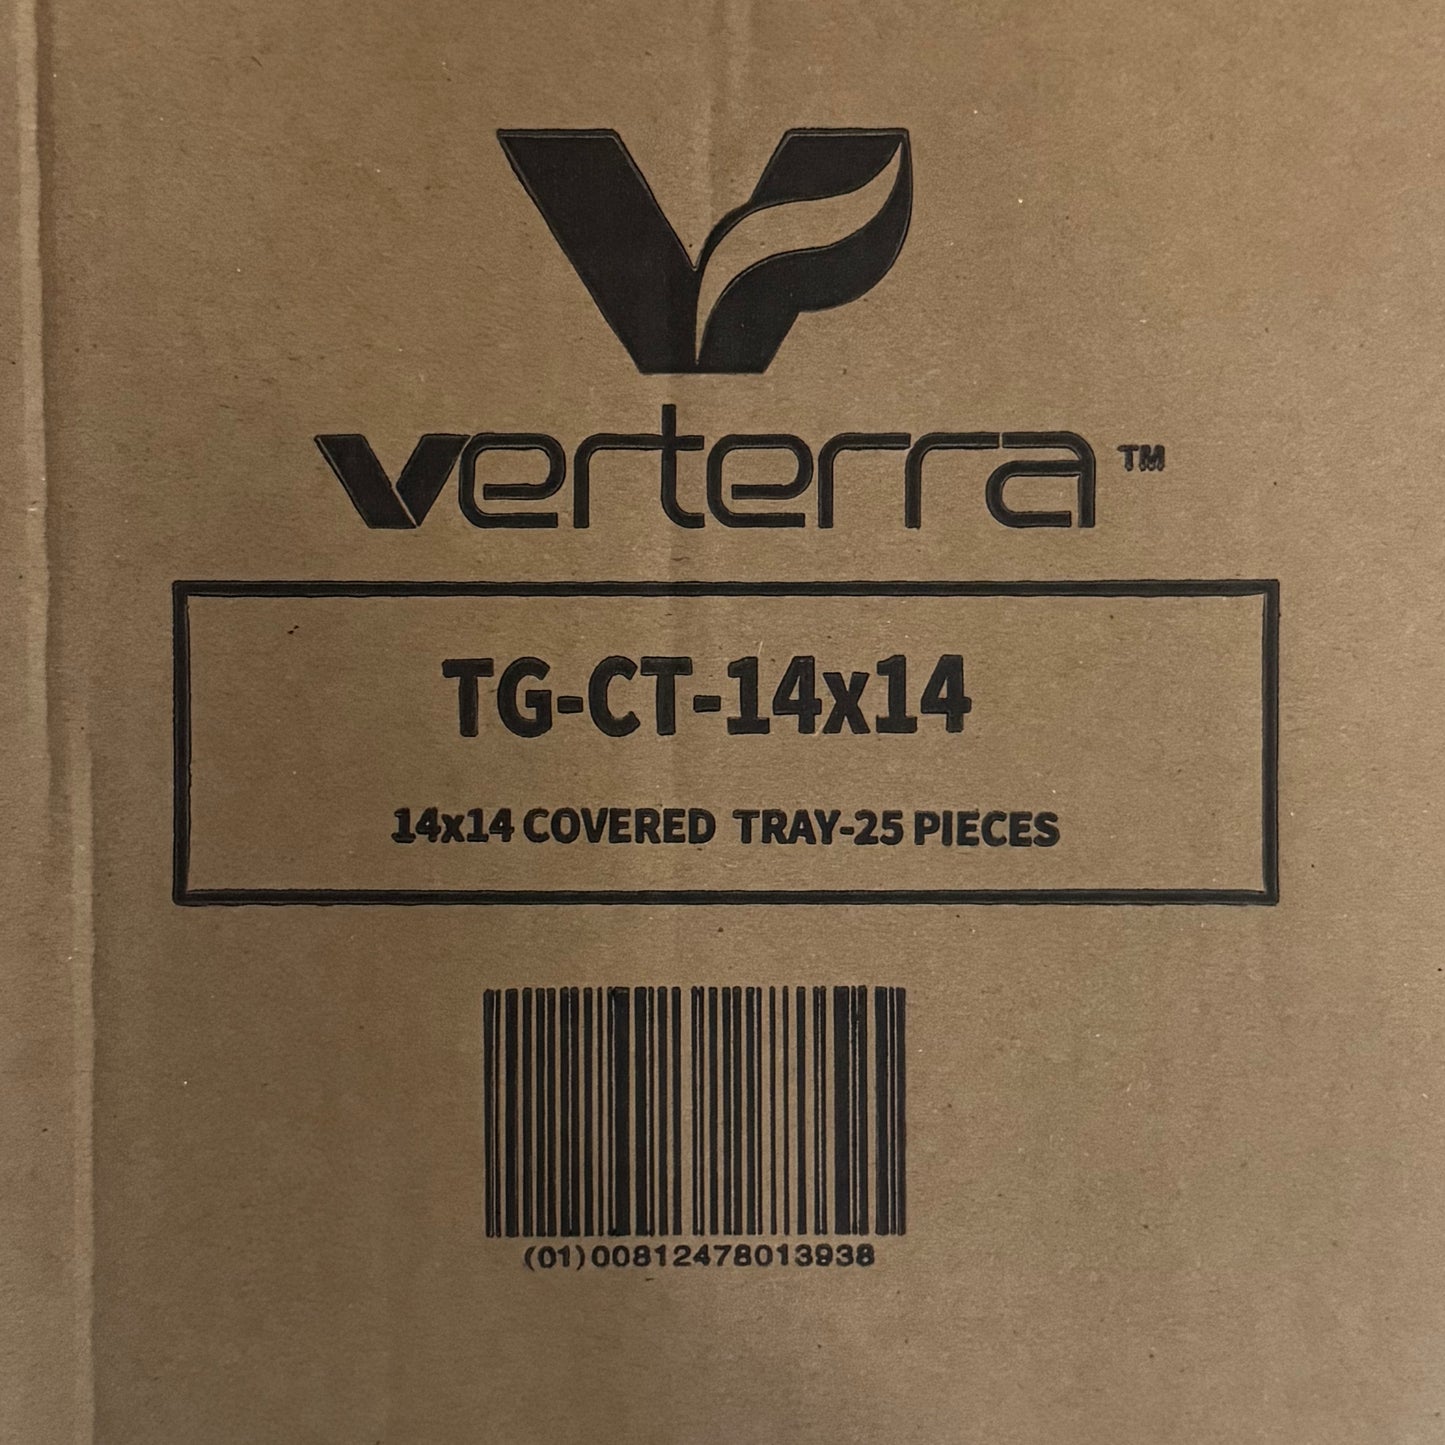 verterra™
TG-CT-14x14
14x14 COVERED TRAY-25 PIECES
(01)00812478013938